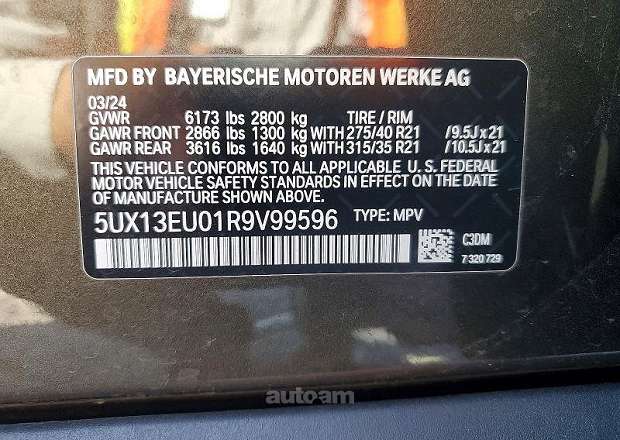 MFD BY BAYERISCHE MOTOREN WERKE AG
03/24
GVWR 6173 lbs 2800 kg TIRE / RIM
GAWR FRONT 2866 lbs 1300 kg WITH 275/40 R21 /9.5Jx21
GAWR REAR 3616 lbs 1640 kg WITH 315/35 R21 /10.5Jx21
THIS VEHICLE CONFORMS TO ALL APPLICABLE U. S. FEDERAL
MOTOR VEHICLE SAFETY STANDARDS IN EFFECT ON THE DATE
OF MANUFACTURE SHOWN ABOVE.
5UX13EU01R9V99596 TYPE: MPV
C3DM
7 320 729
auto.am